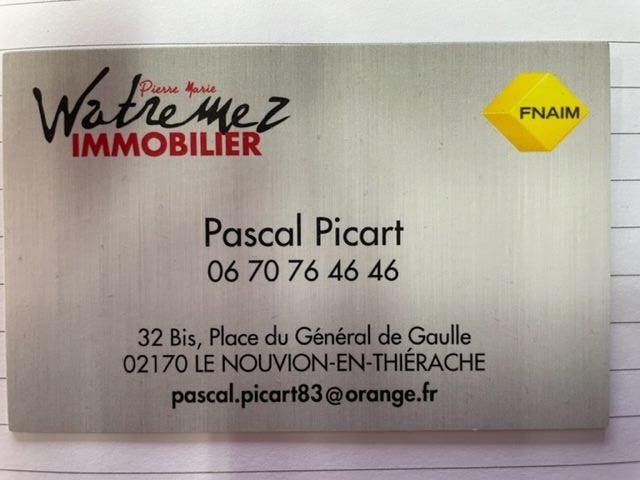 Pierre Marie
Watremez
IMMOBILIER
FNAIM
Pascal Picart
06 70 76 46 46
32 Bis, Place du Général de Gaulle
02170 LE NOUVION-EN-THIÉRACHE
pascal.picart83@orange.fr